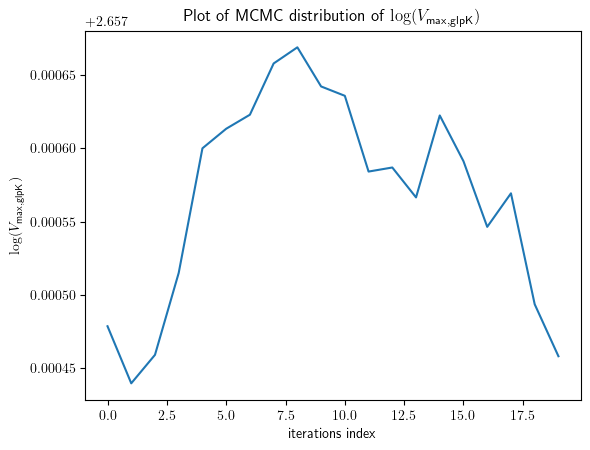 Plot of MCMC distribution of log(V_max,glpK)
+2.657
0.00065
0.00060
0.00055
0.00050
0.00045
log(V_max,glpK)
0.0 2.5 5.0 7.5 10.0 12.5 15.0 17.5
iterations index